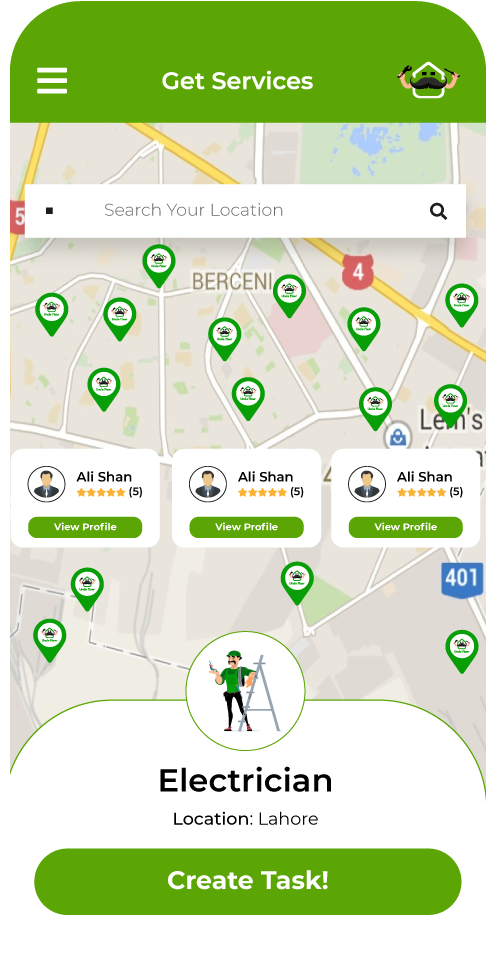 Get Services
5
Search Your Location
BERCENI
4
Ali Shan
(5)
View Profile
Ali Shan
(5)
View Profile
Ali Shan
(5)
View Profile
401
Electrician
Location: Lahore
Create Task!